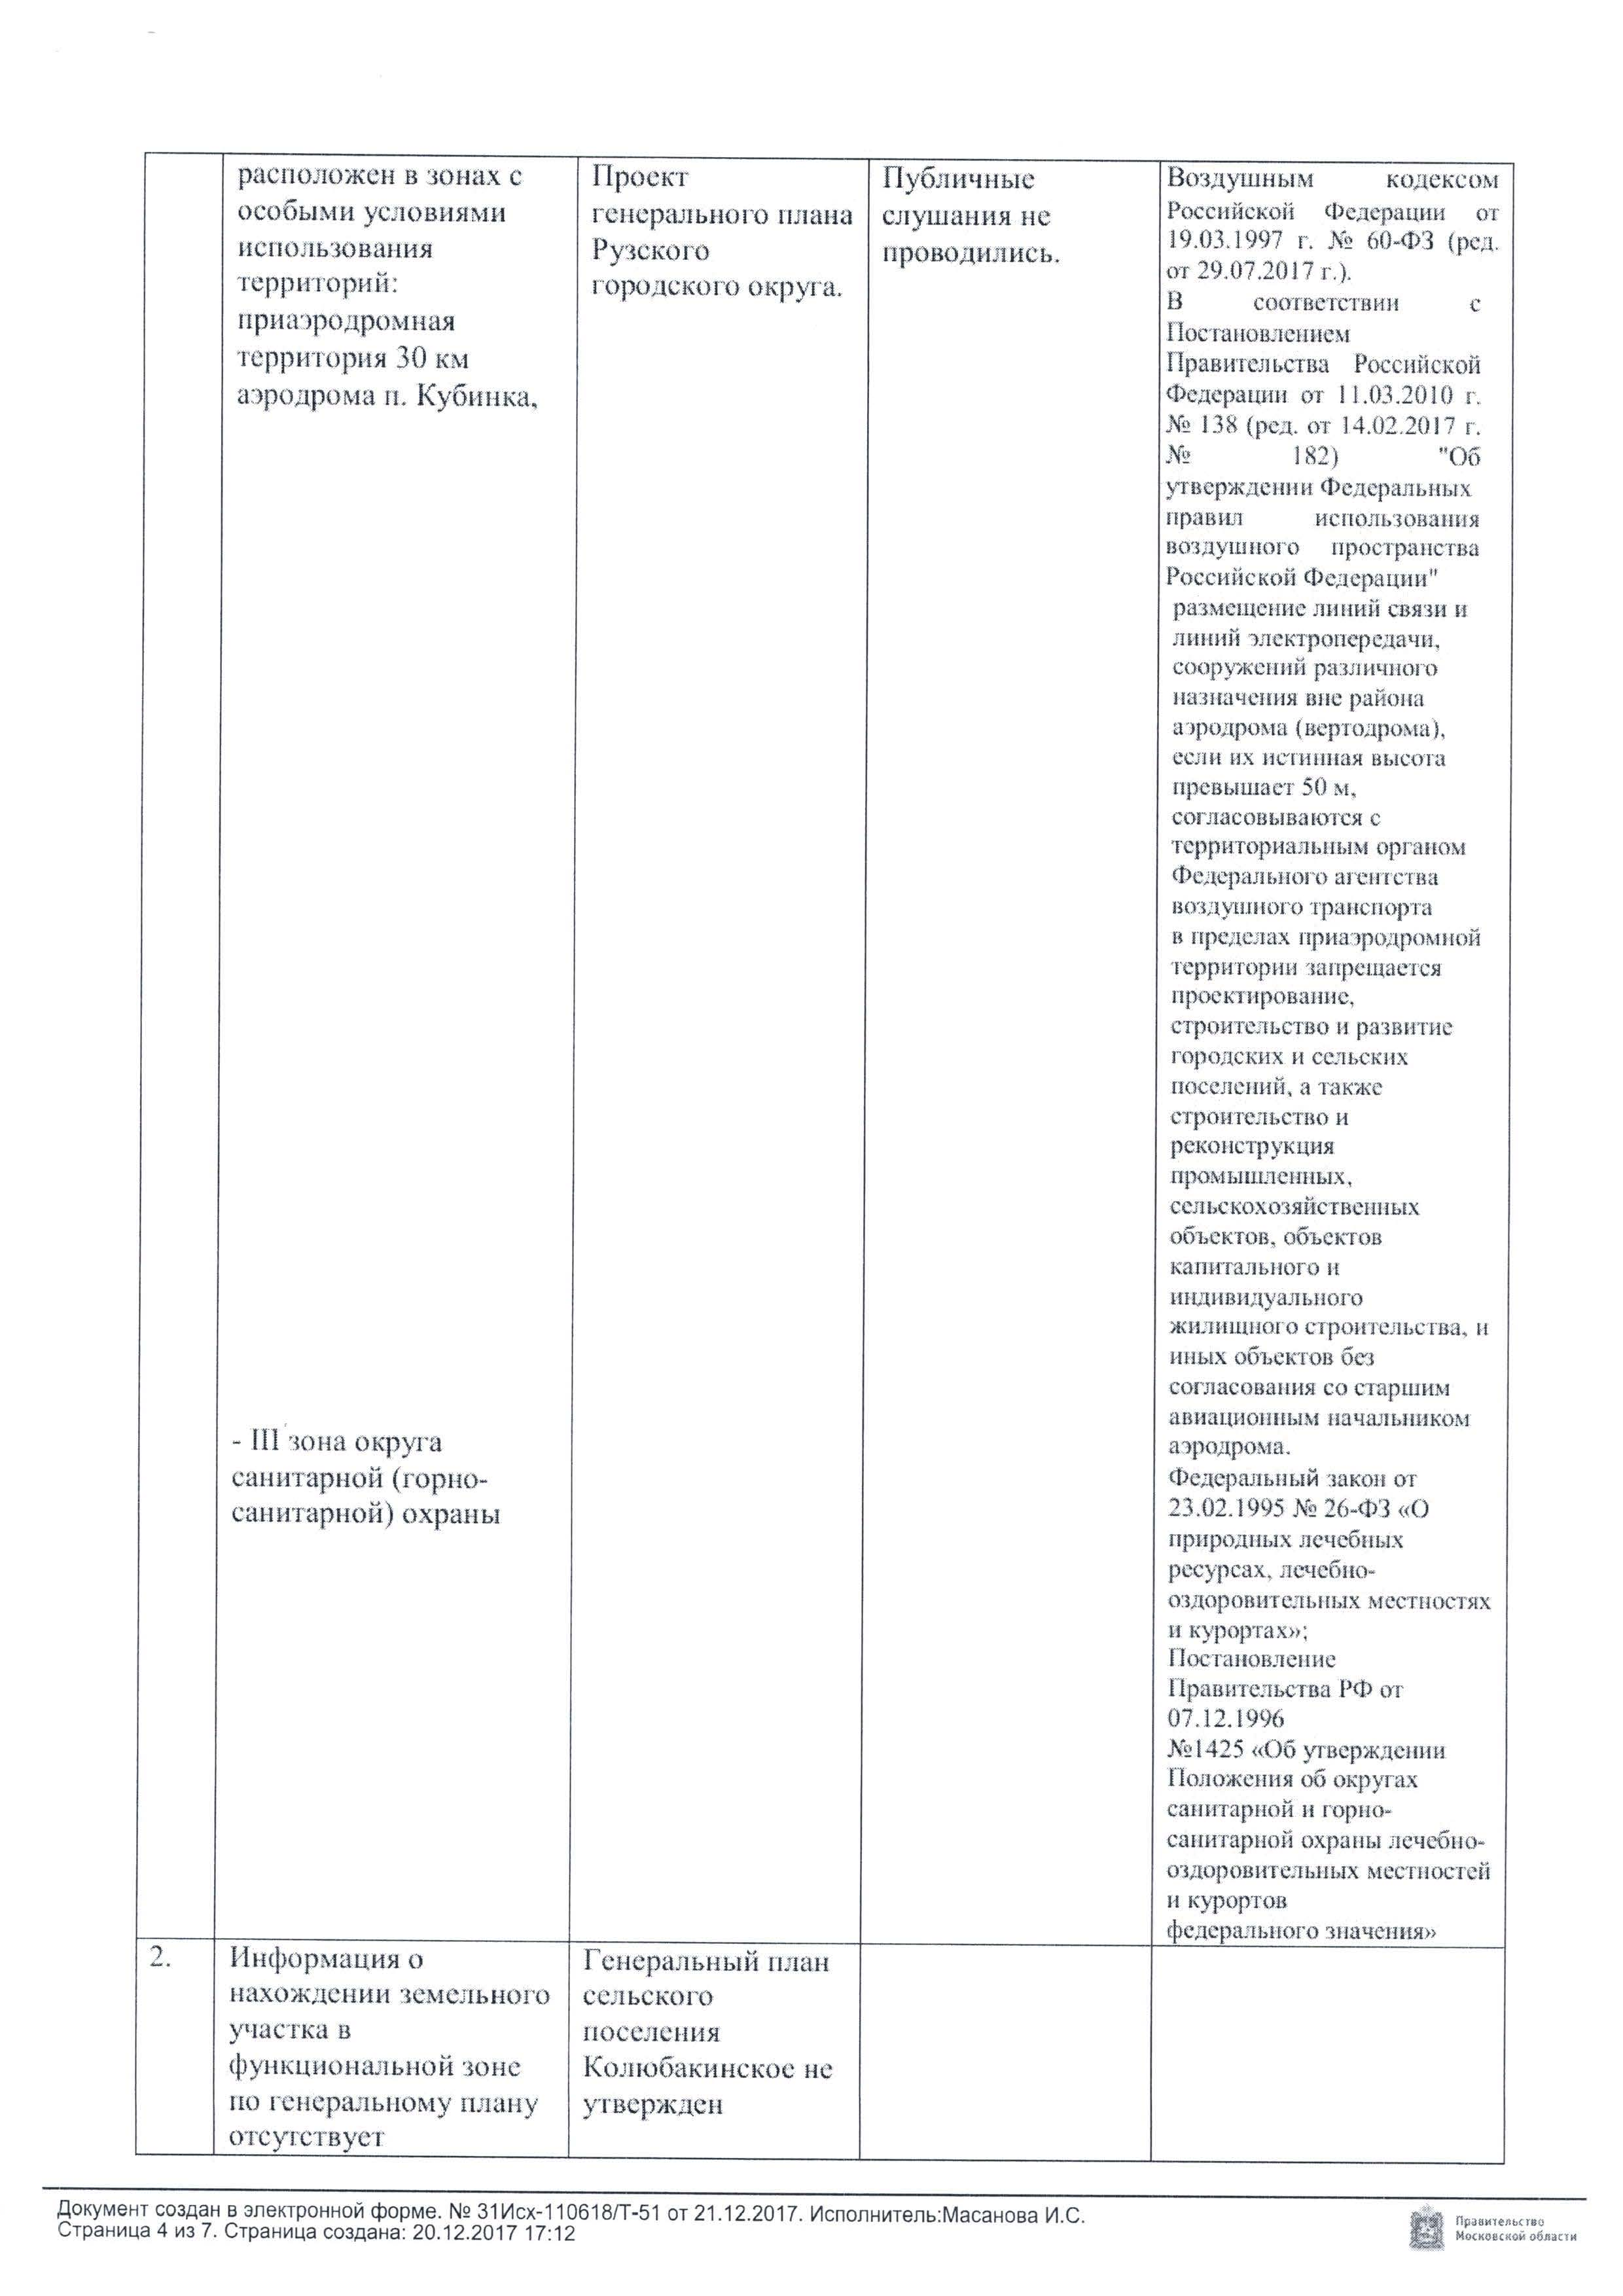 расположен в зонах с
особыми условиями
использования
территорий:
приаэродромная
территория 30 км
аэродрома п. Кубинка,
- III зона округа
санитарной (горно-
санитарной) охраны
Проект
генерального плана
Рузского
городского округа.
Публичные
слушания не
проводились.
Воздушным кодексом
Российской Федерации от
19.03.1997 г. № 60-ФЗ (ред.
от 29.07.2017 г.).
В соответствии с
Постановлением
Правительства Российской
Федерации от 11.03.2010 г.
№ 138 (ред. от 14.02.2017 г.
№ 182) "Об
утверждении Федеральных
правил использования
воздушного пространства
Российской Федерации"
размещение линий связи и
линий электропередачи,
сооружений различного
назначения вне района
аэродрома (вертодрома),
если их истинная высота
превышает 50 м,
согласовываются с
территориальным органом
Федерального агентства
воздушного транспорта
в пределах приаэродромной
территории запрещается
проектирование,
строительство и развитие
городских и сельских
поселений, а также
строительство и
реконструкция
промышленных,
сельскохозяйственных
объектов, объектов
капитального и
индивидуального
жилищного строительства, и
иных объектов без
согласования со старшим
авиационным начальником
аэродрома.
Федеральный закон от
23.02.1995 № 26-ФЗ «О
природных лечебных
ресурсах, лечебно-
оздоровительных местностях
и курортах»;
Постановление
Правительства РФ от
07.12.1996
№1425 «Об утверждении
Положения об округах
санитарной и горно-
санитарной охраны лечебно-
оздоровительных местностей
и курортов
федерального значения»
2.
Информация о
нахождении земельного
участка в
функциональной зоне
по генеральному плану
отсутствует
Генеральный план
сельского
поселения
Колюбакинское не
утвержден
Документ создан в электронной форме. № 31Исх-110618/Т-51 от 21.12.2017. Исполнитель:Масанова И.С.
Страница 4 из 7. Страница создана: 20.12.2017 17:12
Правительство
Московской области